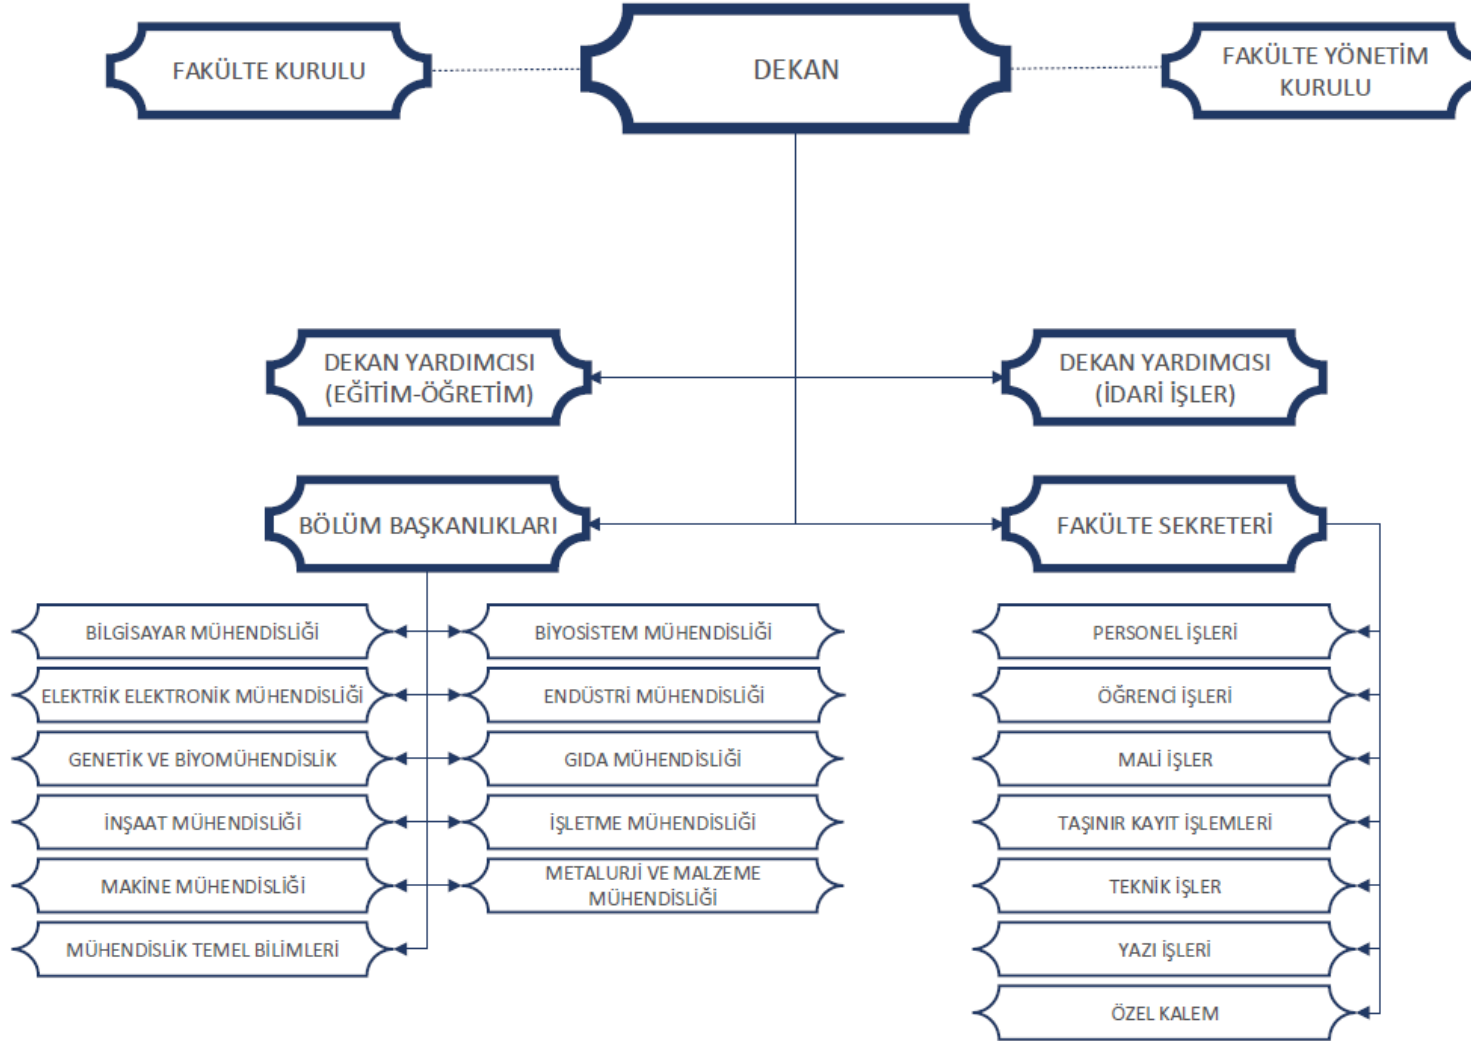 FAKÜLTE KURULU
DEKAN
FAKÜLTE YÖNETİM
KURULU
DEKAN YARDIMCISI
(EĞİTİM-ÖĞRETİM)
DEKAN YARDIMCISI
(İDARİ İŞLER)
BÖLÜM BAŞKANLIKLARI
FAKÜLTE SEKRETERİ
BİLGİSAYAR MÜHENDİSLİĞİ
BİYOSİSTEM MÜHENDİSLİĞİ
PERSONEL İŞLERİ
ELEKTRİK ELEKTRONİK MÜHENDİSLİĞİ
ENDÜSTRİ MÜHENDİSLİĞİ
ÖĞRENCİ İŞLERİ
GENETİK VE BİYOMÜHENDİSLİK
GIDA MÜHENDİSLİĞİ
MALİ İŞLER
İNŞAAT MÜHENDİSLİĞİ
İŞLETME MÜHENDİSLİĞİ
TAŞINIR KAYIT İŞLEMLERİ
MAKİNE MÜHENDİSLİĞİ
METALURJİ VE MALZEME
MÜHENDİSLİĞİ
TEKNİK İŞLER
MÜHENDİSLİK TEMEL BİLİMLERİ
YAZI İŞLERİ
ÖZEL KALEM